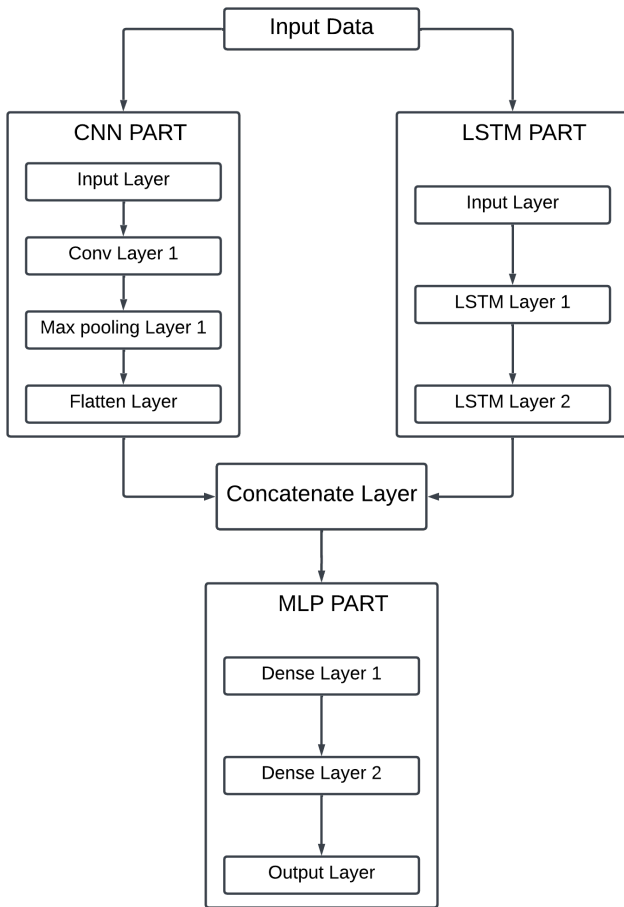 Input Data
CNN PART
Input Layer
Conv Layer 1
Max pooling Layer 1
Flatten Layer
LSTM PART
Input Layer
LSTM Layer 1
LSTM Layer 2
Concatenate Layer
MLP PART
Dense Layer 1
Dense Layer 2
Output Layer